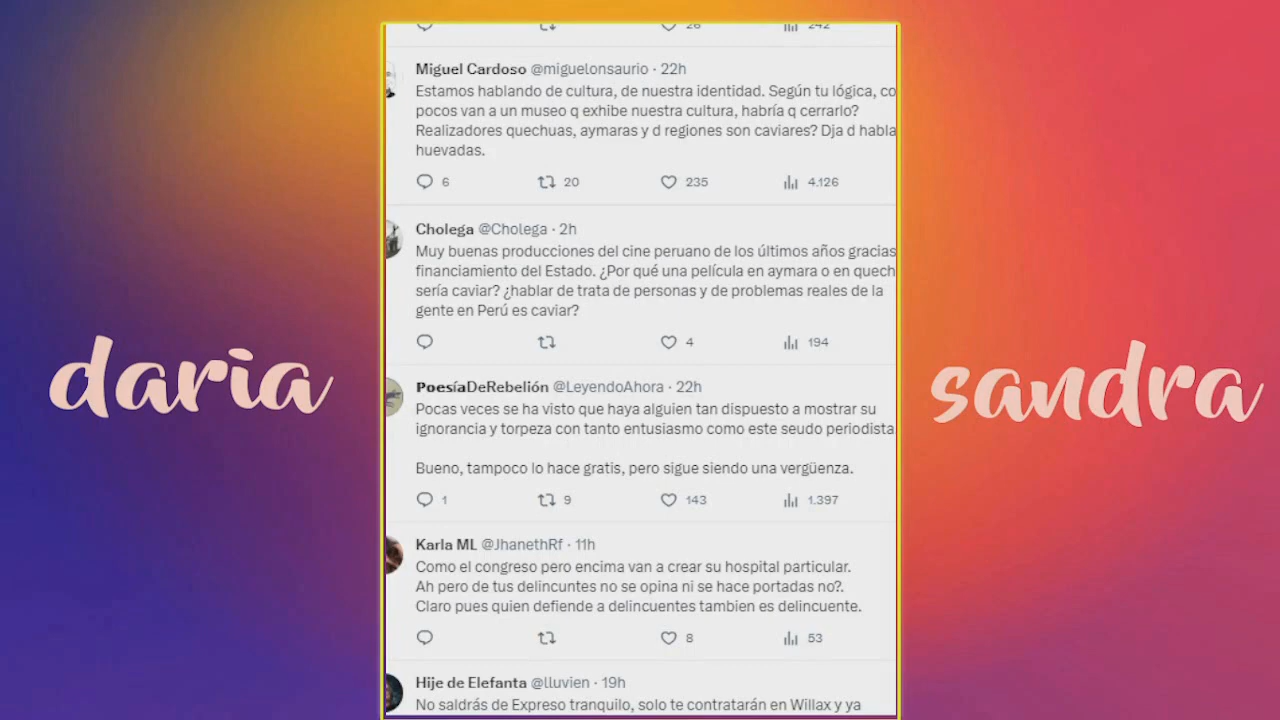 26 242
Miguel Cardoso @miguelonsaurio · 22h
Estamos hablando de cultura, de nuestra identidad. Según tu lógica, co
pocos van a un museo q exhibe nuestra cultura, habría q cerrarlo?
Realizadores quechuas, aymaras y d regiones son caviares? Dja d habla
huevadas.
6 20 235 4.126
Cholega @Cholega · 2h
Muy buenas producciones del cine peruano de los últimos años gracias
financiamiento del Estado. ¿Por qué una película en aymara o en quech
sería caviar? ¿hablar de trata de personas y de problemas reales de la
gente en Perú es caviar?
4 194
daria
sandra
PoesíaDeRebelión @LeyendoAhora · 22h
Pocas veces se ha visto que haya alguien tan dispuesto a mostrar su
ignorancia y torpeza con tanto entusiasmo como este seudo periodista
Bueno, tampoco lo hace gratis, pero sigue siendo una vergüenza.
1 9 143 1.397
Karla ML @JhanethRf · 11h
Como el congreso pero encima van a crear su hospital particular.
Ah pero de tus delincuntes no se opina ni se hace portadas no?.
Claro pues quien defiende a delincuentes tambien es delincuente.
8 53
Hije de Elefanta @lluvien · 19h
No saldrás de Expreso tranquilo, solo te contratarán en Willax y ya